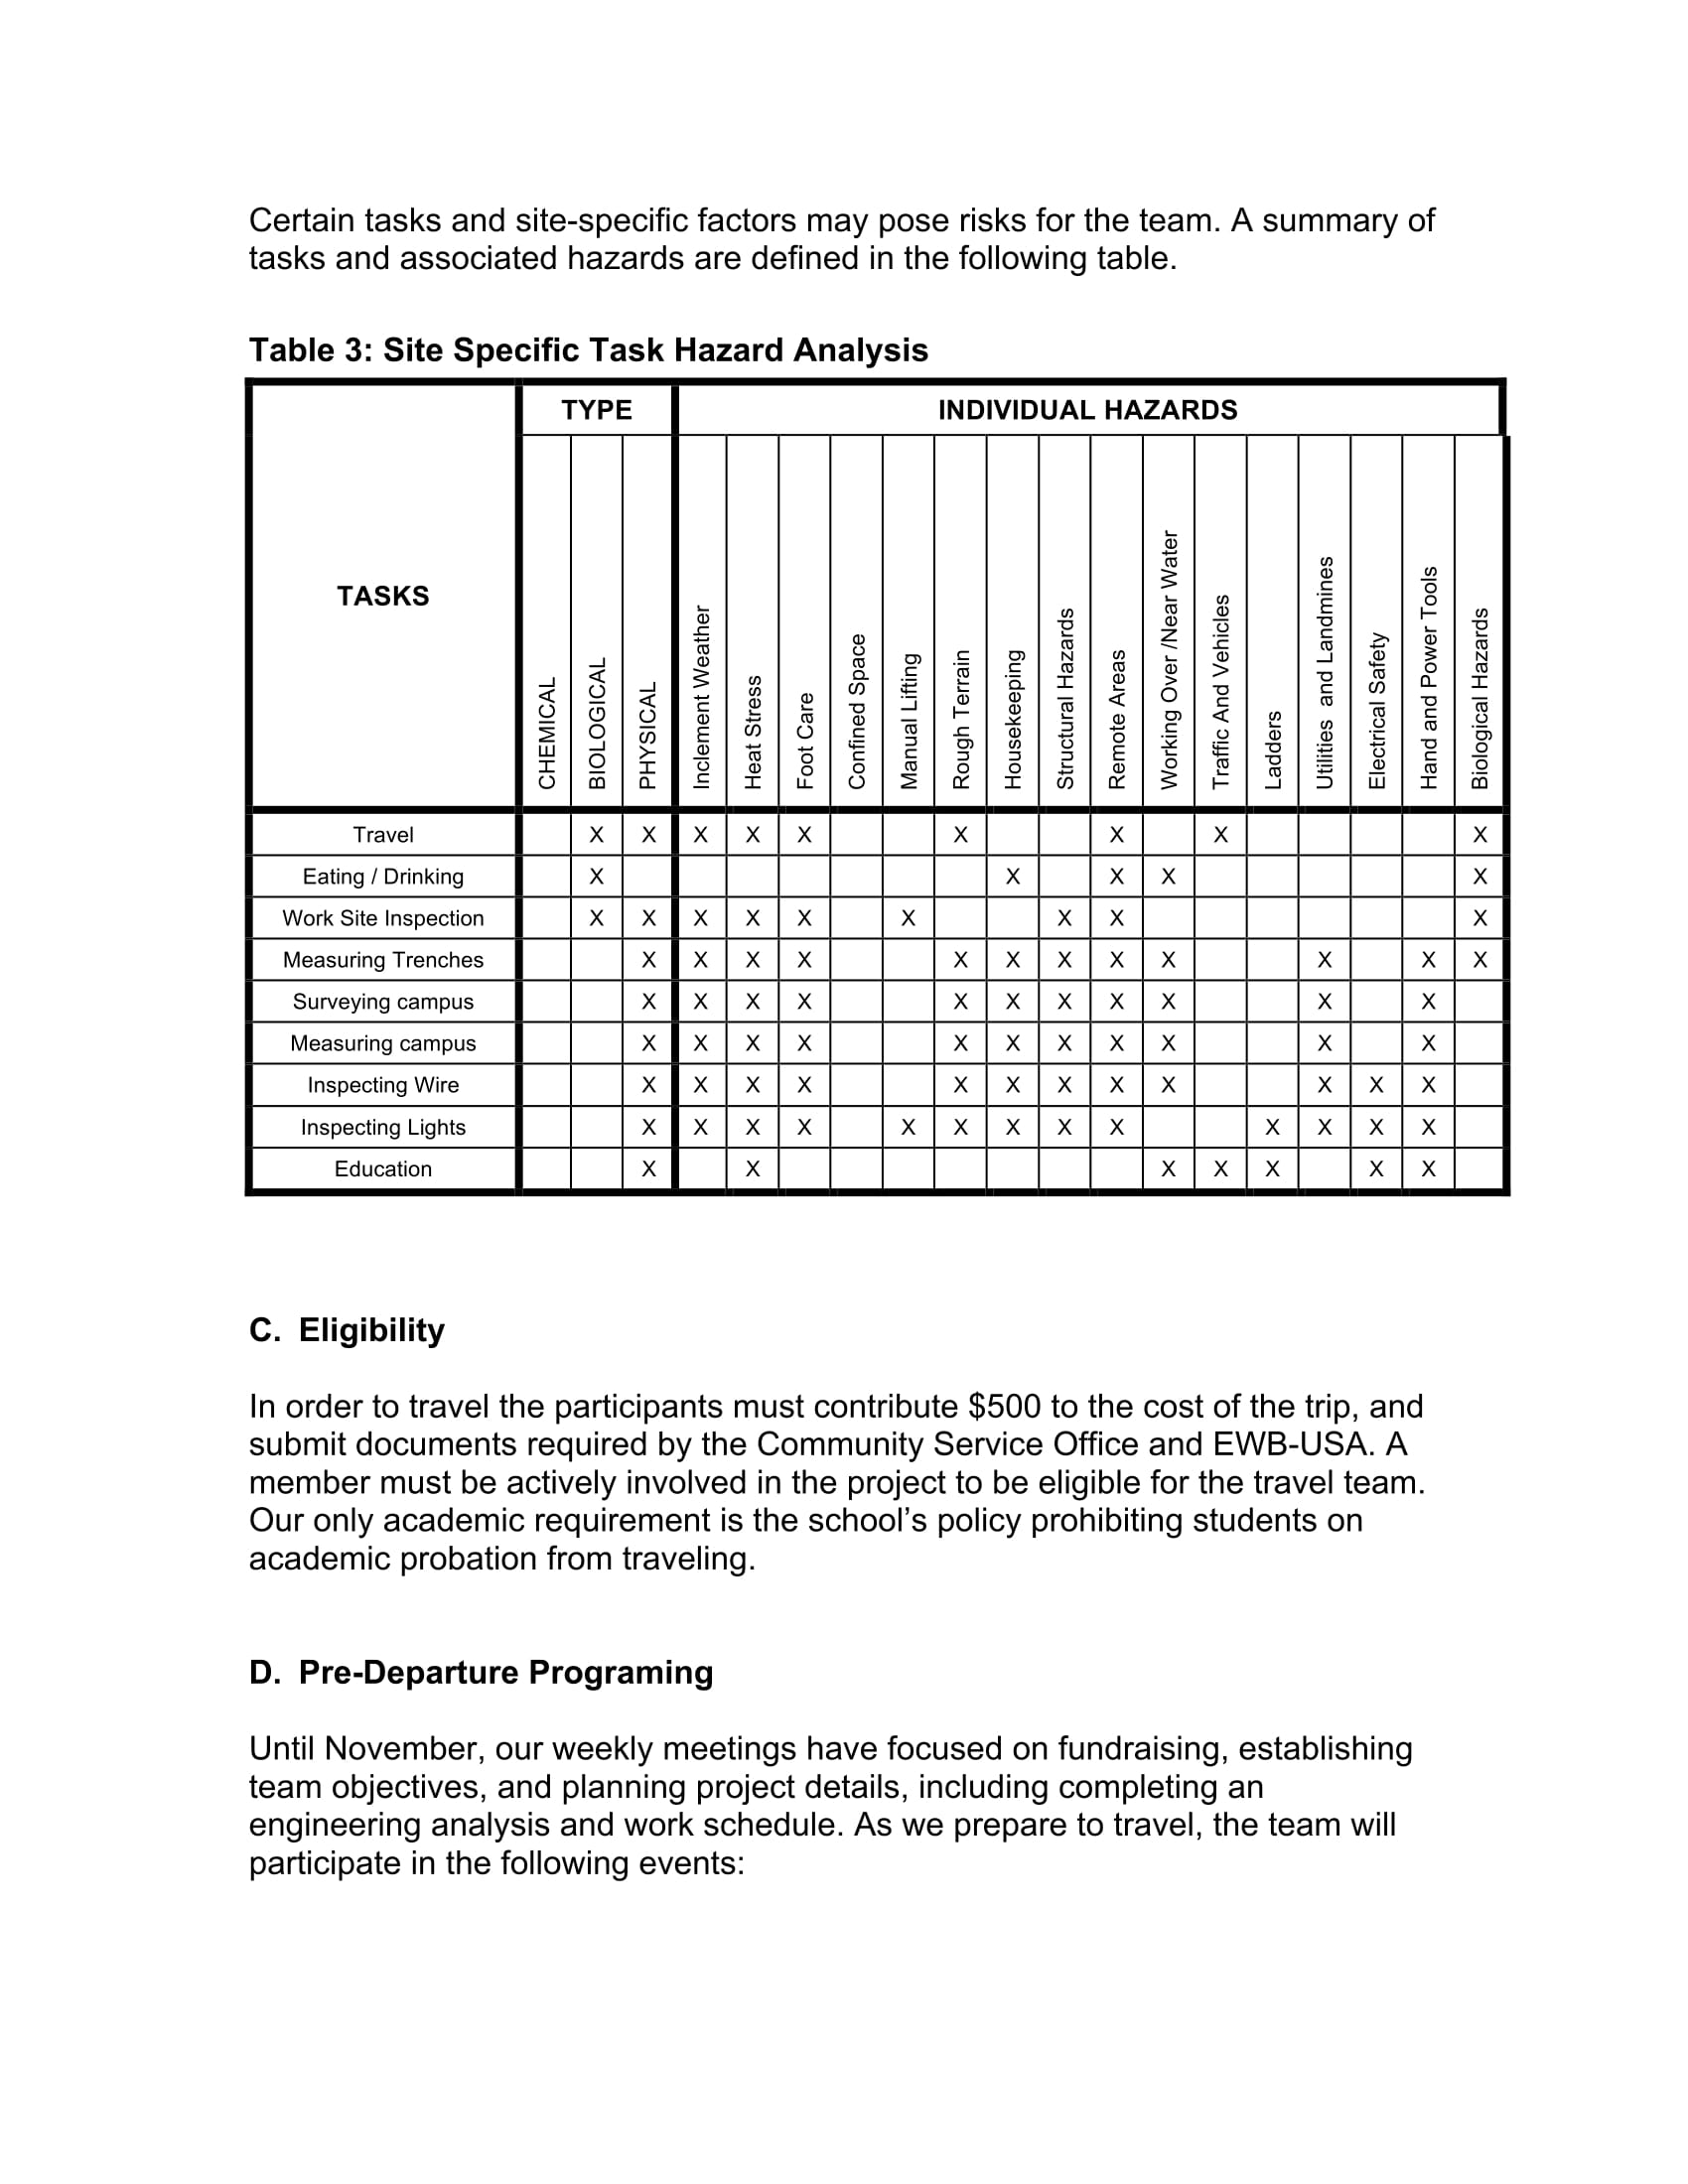 Certain tasks and site-specific factors may pose risks for the team. A summary of
tasks and associated hazards are defined in the following table.
Table 3: Site Specific Task Hazard Analysis
TASKS TYPE INDIVIDUAL HAZARDS
CHEMICAL
BIOLOGICAL
PHYSICAL
Inclement Weather
Heat Stress
Foot Care
Confined Space
Manual Lifting
Rough Terrain
Housekeeping
Structural Hazards
Remote Areas
Working Over /Near Water
Traffic And Vehicles
Ladders
Utilities and Landmines
Electrical Safety
Hand and Power Tools
Biological Hazards
Travel X X X X X X X X X
Eating / Drinking X X X X X
Work Site Inspection X X X X X X X X X
Measuring Trenches X X X X X X X X X X X X
Surveying campus X X X X X X X X X X X
Measuring campus X X X X X X X X X X X
Inspecting Wire X X X X X X X X X X X X
Inspecting Lights X X X X X X X X X X X X X
Education X X X X X X X
C. Eligibility
In order to travel the participants must contribute $500 to the cost of the trip, and
submit documents required by the Community Service Office and EWB-USA. A
member must be actively involved in the project to be eligible for the travel team.
Our only academic requirement is the school’s policy prohibiting students on
academic probation from traveling.
D. Pre-Departure Programing
Until November, our weekly meetings have focused on fundraising, establishing
team objectives, and planning project details, including completing an
engineering analysis and work schedule. As we prepare to travel, the team will
participate in the following events: